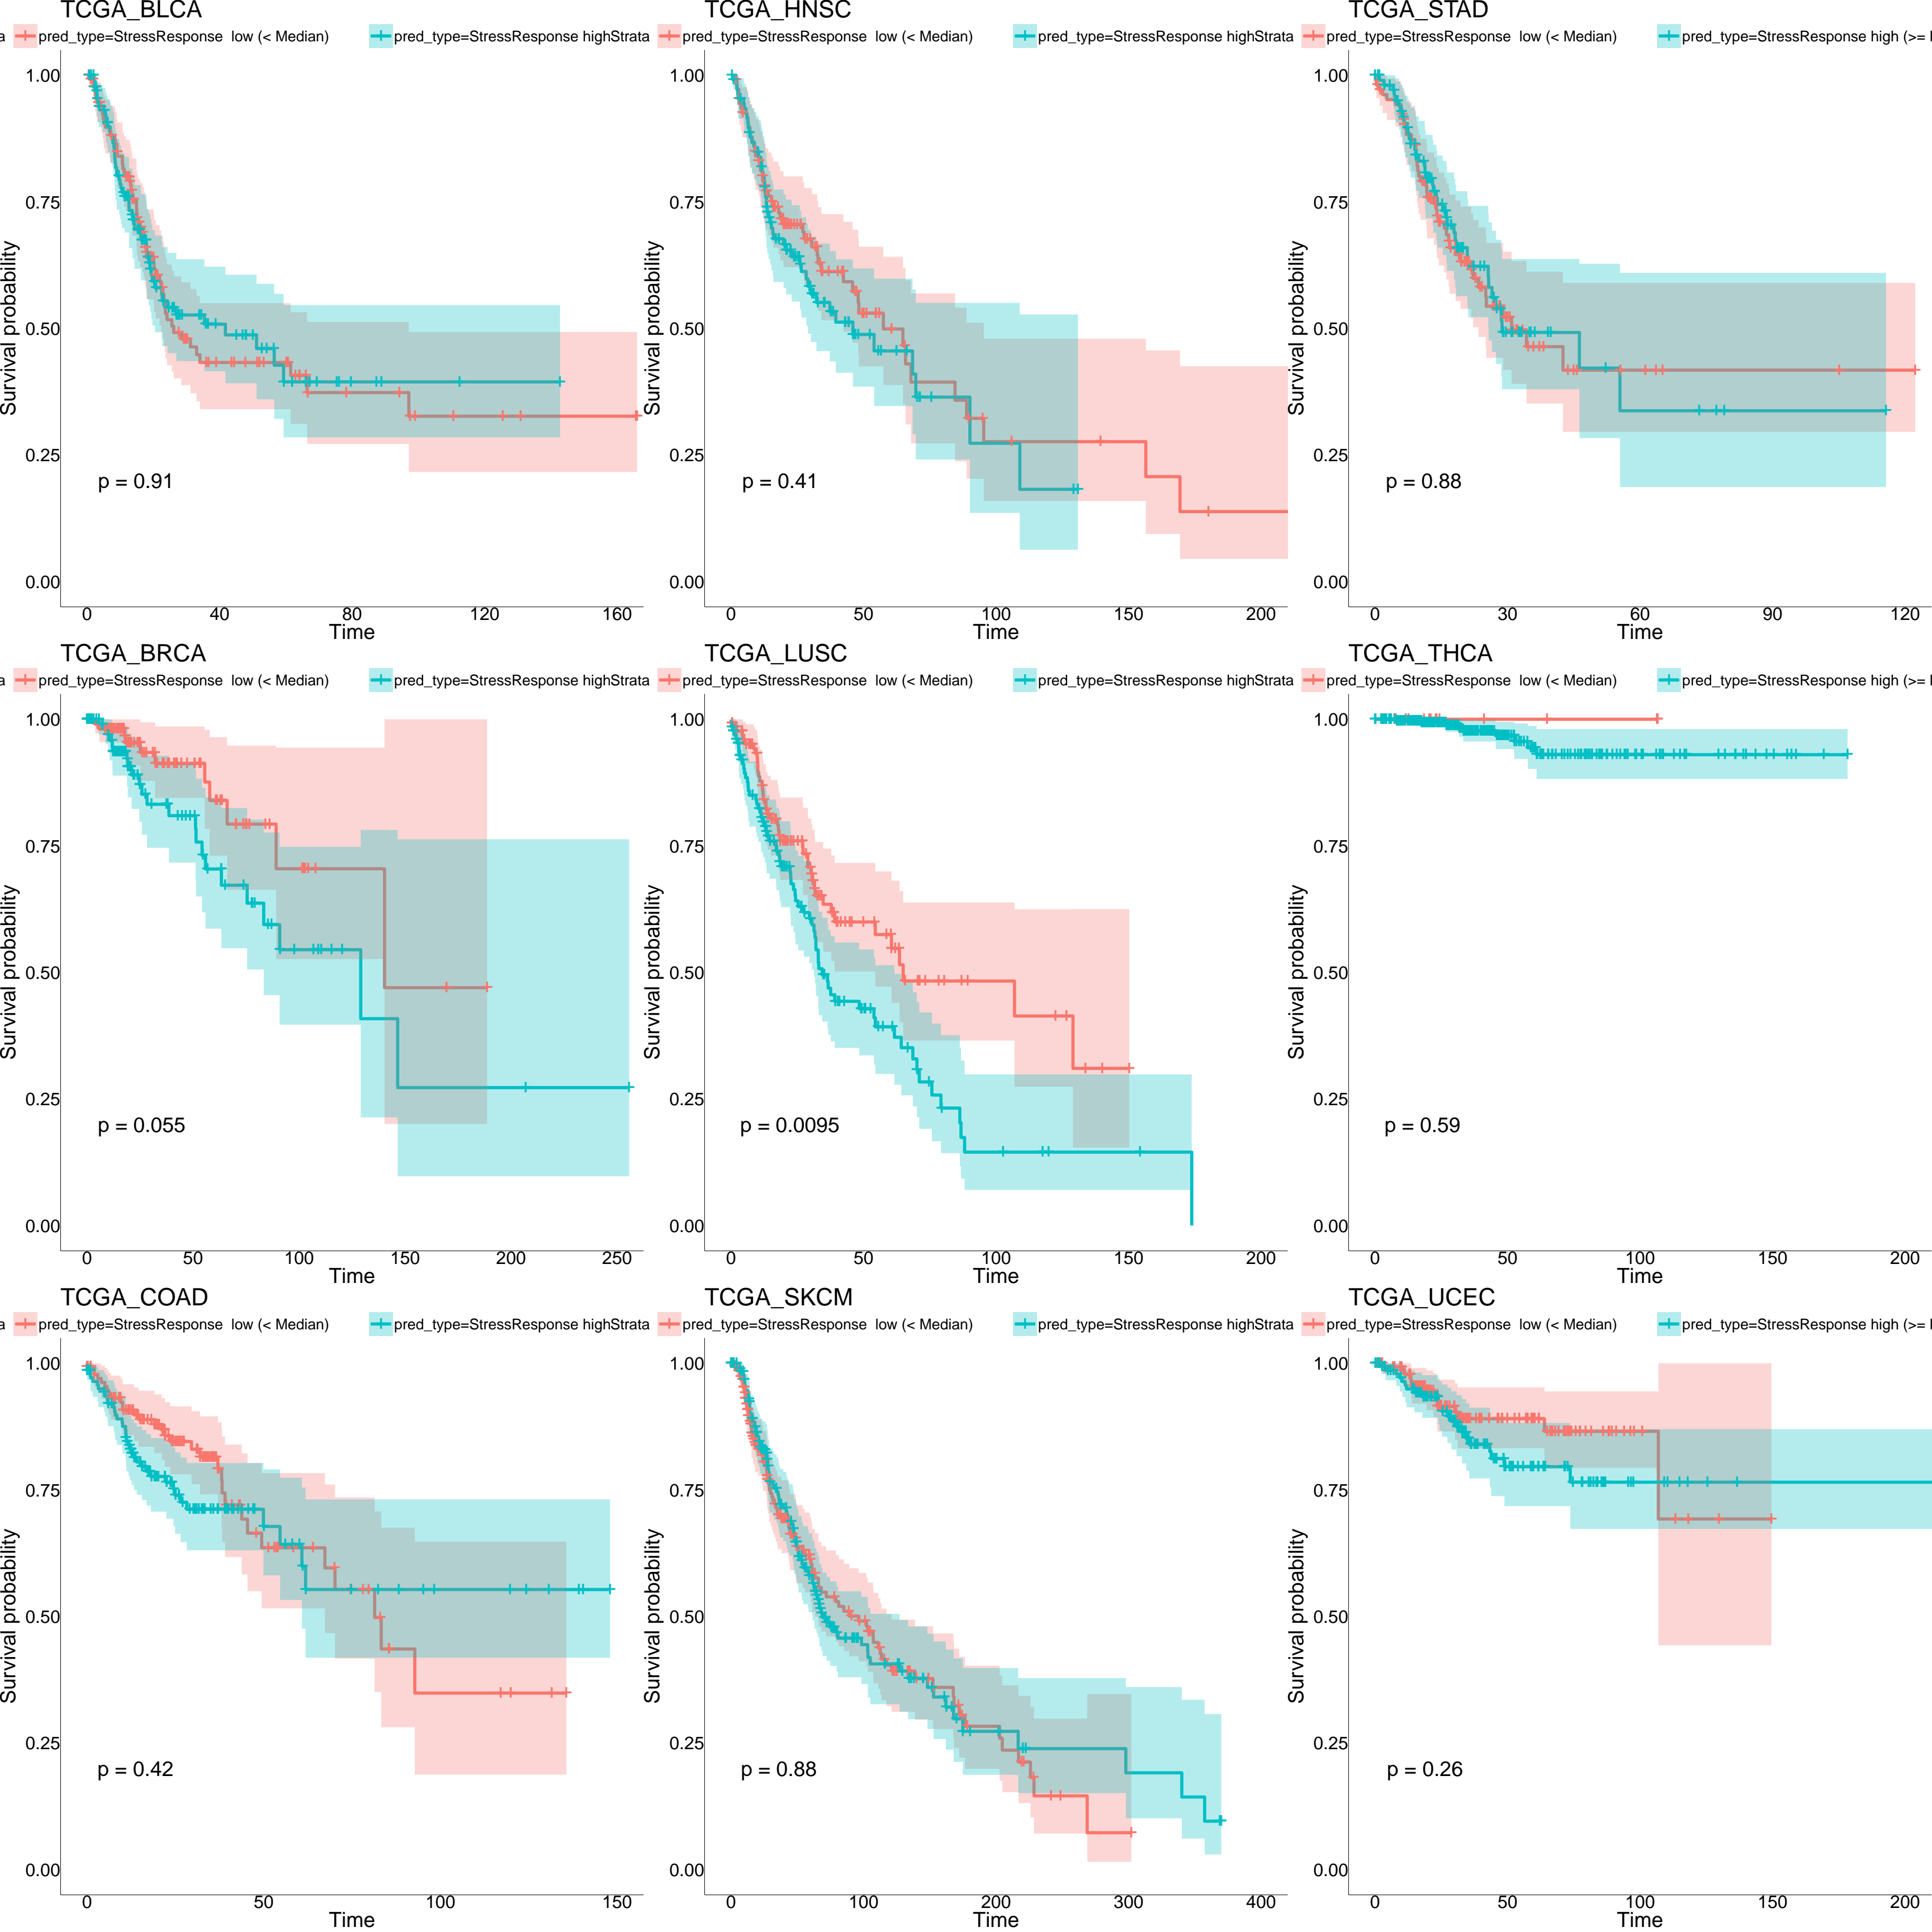 TCGA_BLCA
a pred_type=StressResponse  low (< Median) pred_type=StressResponse high
1.00
0.75
0.50
0.25
0.00
Survival probability
p = 0.91
0 40 80 120 160
Time
TCGA_HNSC
Strata pred_type=StressResponse  low (< Median) pred_type=StressResponse high
1.00
0.75
0.50
0.25
0.00
Survival probability
p = 0.41
0 50 100 150 200
Time
TCGA_STAD
Strata pred_type=StressResponse  low (< Median) pred_type=StressResponse high (>=
1.00
0.75
0.50
0.25
0.00
Survival probability
p = 0.88
0 30 60 90 120
Time
TCGA_BRCA
a pred_type=StressResponse  low (< Median) pred_type=StressResponse high
1.00
0.75
0.50
0.25
0.00
Survival probability
p = 0.055
0 50 100 150 200 250
Time
TCGA_LUSC
Strata pred_type=StressResponse  low (< Median) pred_type=StressResponse high
1.00
0.75
0.50
0.25
0.00
Survival probability
p = 0.0095
0 50 100 150 200
Time
TCGA_THCA
Strata pred_type=StressResponse  low (< Median) pred_type=StressResponse high (>=
1.00
0.75
0.50
0.25
0.00
Survival probability
p = 0.59
0 50 100 150 200
Time
TCGA_COAD
a pred_type=StressResponse  low (< Median) pred_type=StressResponse high
1.00
0.75
0.50
0.25
0.00
Survival probability
p = 0.42
0 50 100 150
Time
TCGA_SKCM
Strata pred_type=StressResponse  low (< Median) pred_type=StressResponse high
1.00
0.75
0.50
0.25
0.00
Survival probability
p = 0.88
0 100 200 300 400
Time
TCGA_UCEC
Strata pred_type=StressResponse  low (< Median) pred_type=StressResponse high (>=
1.00
0.75
0.50
0.25
0.00
Survival probability
p = 0.26
0 50 100 150 200
Time